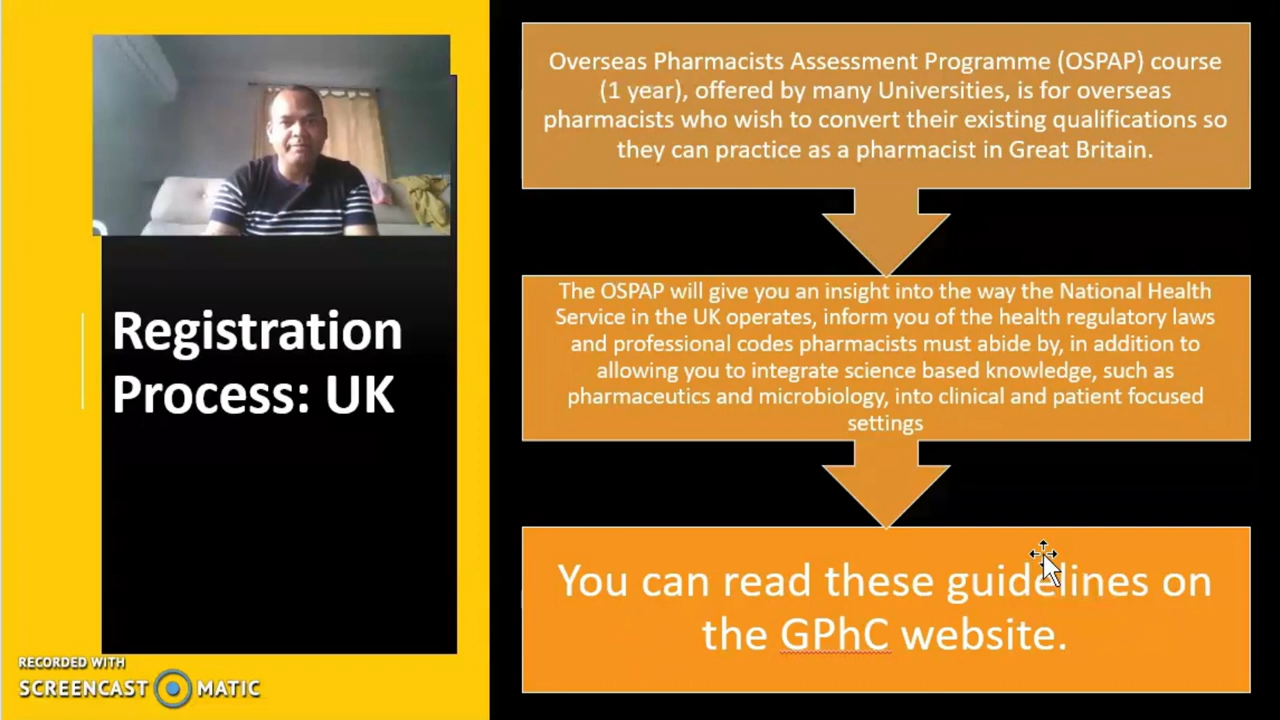 Registration
Process: UK
Overseas Pharmacists Assessment Programme (OSPAP) course
(1 year), offered by many Universities, is for overseas
pharmacists who wish to convert their existing qualifications so
they can practice as a pharmacist in Great Britain.
The OSPAP will give you an insight into the way the National Health
Service in the UK operates, inform you of the health regulatory laws
and professional codes pharmacists must abide by, in addition to
allowing you to integrate science based knowledge, such as
pharmaceutics and microbiology, into clinical and patient focused
settings
You can read these guidelines on
the GPhC website.
RECORDED WITH
SCREENCAST MATIC